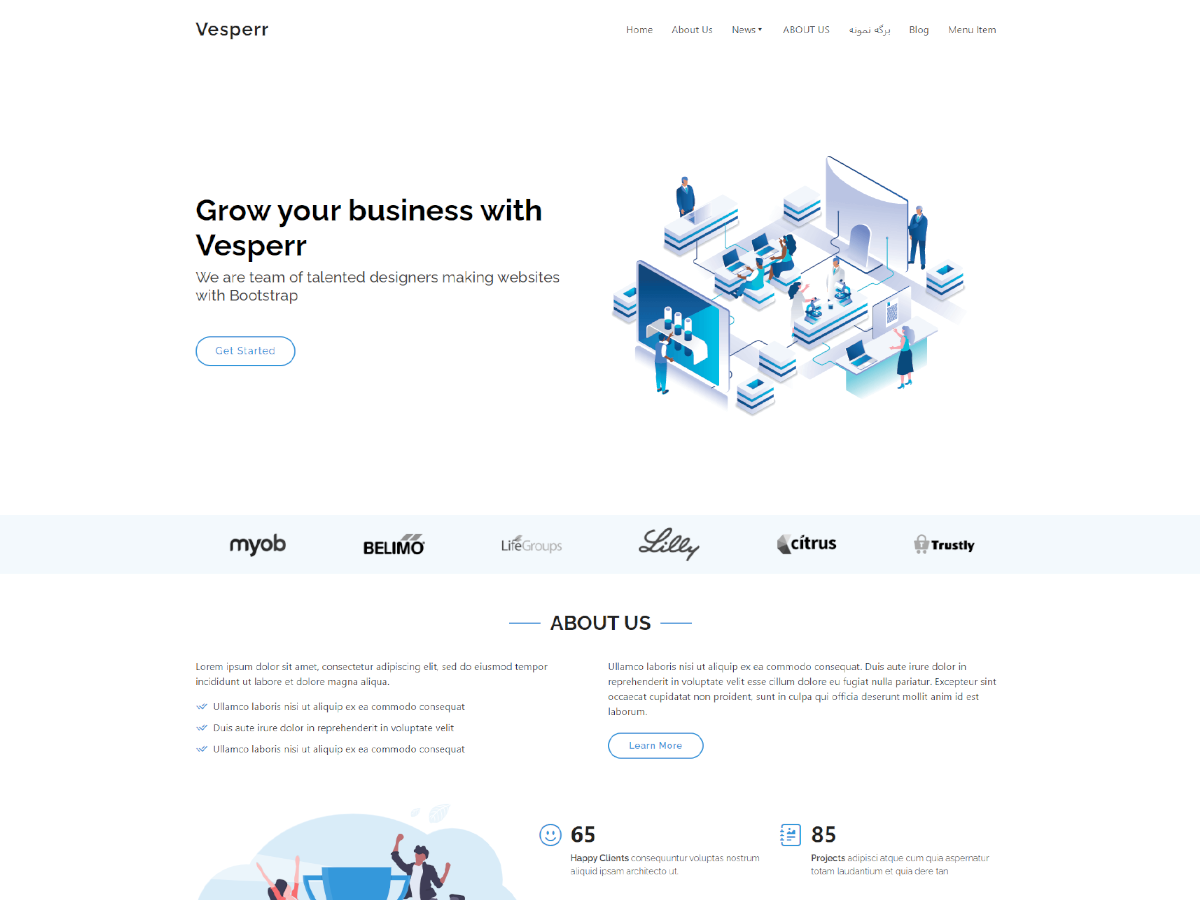 Vesperr
Home About Us News ABOUT US برگه نمونه Blog Menu Item
Grow your business with
Vesperr
We are team of talented designers making websites
with Bootstrap
Get Started
myob BELIMO LifeGroups Lilly cítrus Trustly
ABOUT US
Lorem ipsum dolor sit amet, consectetur adipiscing elit, sed do eiusmod tempor
incididunt ut labore et dolore magna aliqua.
Ullamco laboris nisi ut aliquip ex ea commodo consequat
Duis aute irure dolor in reprehenderit in voluptate velit
Ullamco laboris nisi ut aliquip ex ea commodo consequat
Ullamco laboris nisi ut aliquip ex ea commodo consequat. Duis aute irure dolor in
reprehenderit in voluptate velit esse cillum dolore eu fugiat nulla pariatur. Excepteur sint
occaecat cupidatat non proident, sunt in culpa qui officia deserunt mollit anim id est
laborum.
Learn More
65
Happy Clients consequuntur voluptas nostrum
aliquid ipsam architecto ut.
85
Projects adipisci atque cum quia aspernatur
totam laudantium et quia dere tan